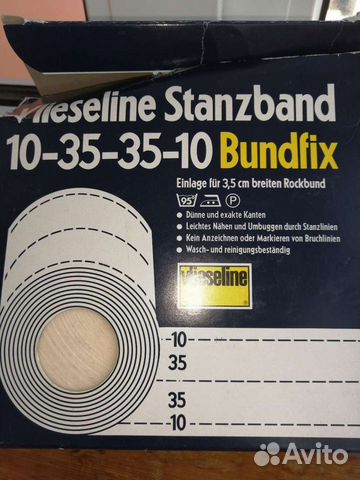 Vlieseline Stanzband
10-35-35-10 Bundfix
Einlage für 3,5 cm breiten Rockbund
95 P
• Dünne und exakte Kanten
• Leichtes Nähen und Umbuggen durch Stanzlinien
• Kein Anzeichnen oder Markieren von Bruchlinien
• Wasch- und reinigungsbeständig
vlieseline
10
35
35
10
Avito